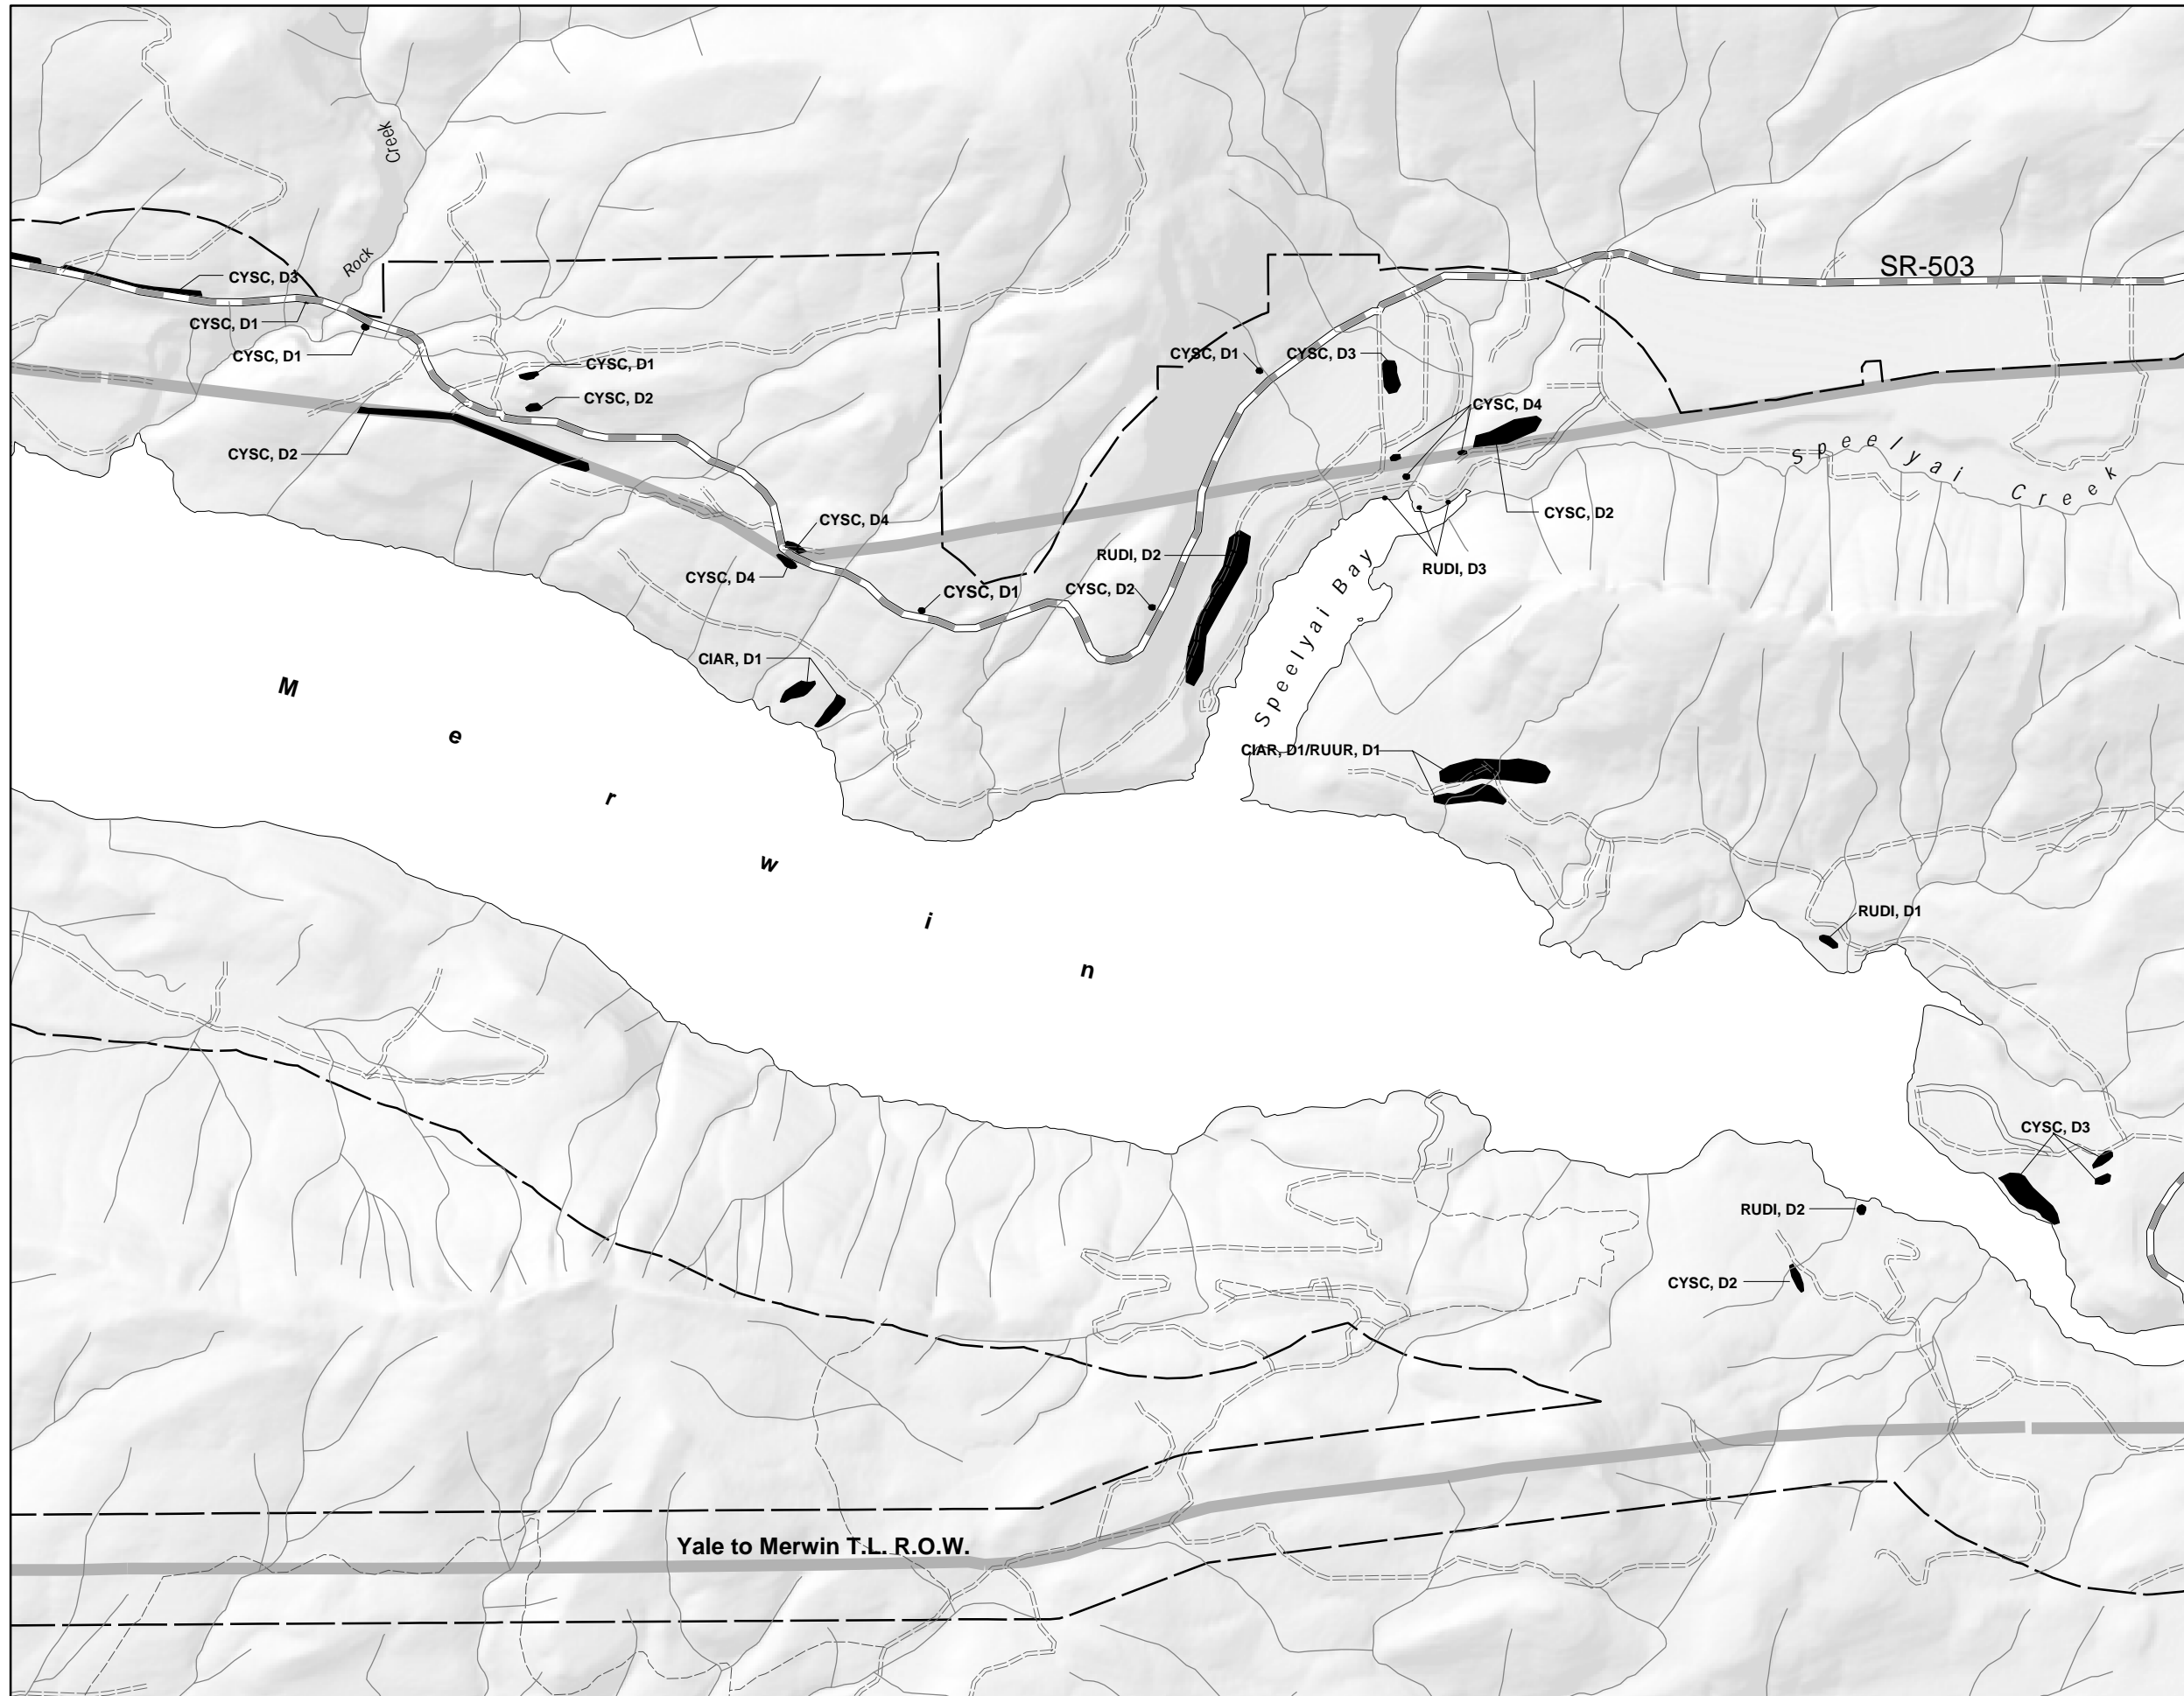 Creek
Rock
SR-503
CYSC, D3
CYSC, D1
CYSC, D1
CYSC, D1
CYSC, D3
CYSC, D1
CYSC, D2
CYSC, D4
CYSC, D2
Speelyai Creek
CYSC, D2
CYSC, D4
RUDI, D2
RUDI, D3
CYSC, D4
CYSC, D1
CYSC, D2
Speelyai Bay
CIAR, D1
Merwin
CIAR, D1/RUUR, D1
RUDI, D1
CYSC, D3
RUDI, D2
CYSC, D2
Yale to Merwin T.L. R.O.W.